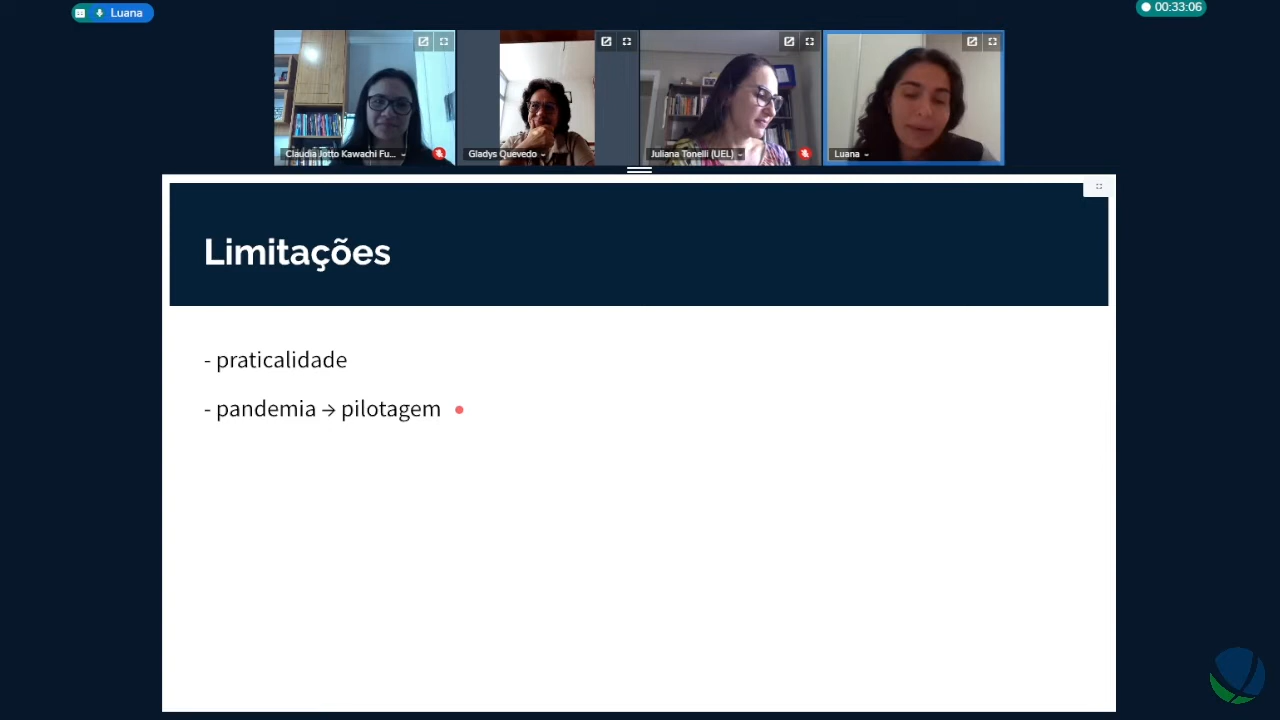 Luana
00:33:06
Claudia Jotto Kawachi Fu...
Gladys Quevedo
Juliana Tonelli (UEL)
Luana
Limitações
- praticalidade
- pandemia → pilotagem